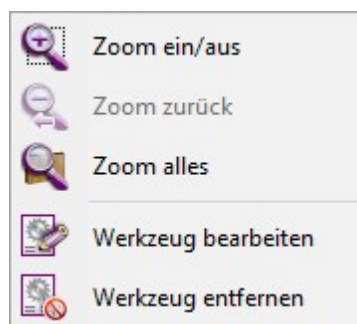 Zoom ein/aus
Zoom zurück
Zoom alles
Werkzeug bearbeiten
Werkzeug entfernen